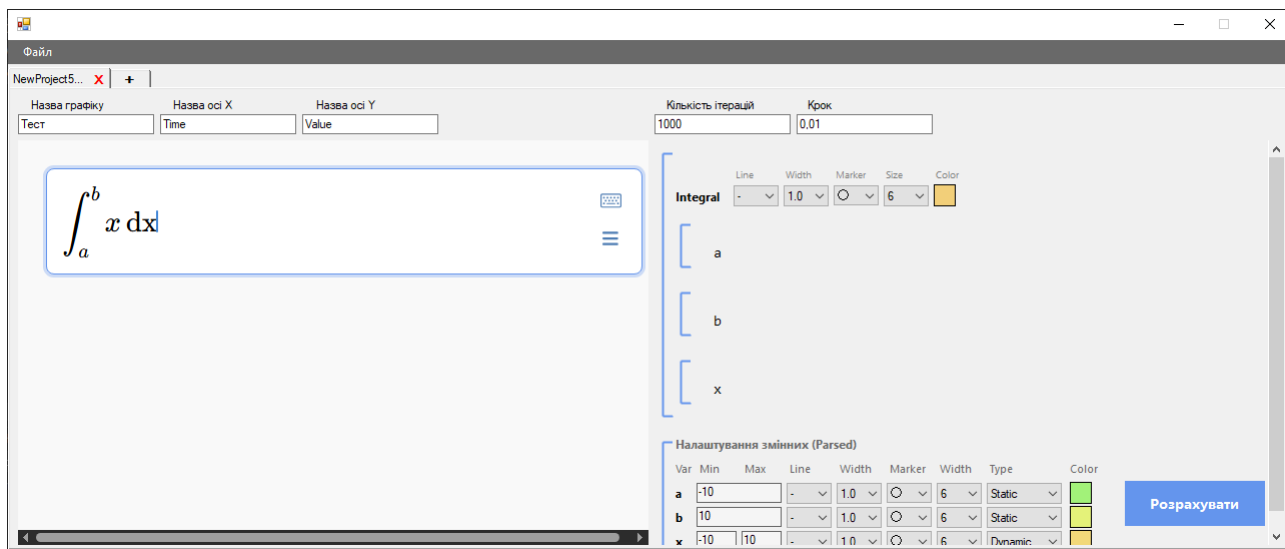 Файл
NewProject5... X +
Назва графіку Назва осі X Назва осі Y Кількість ітерацій Крок
Тест Time Value 1000 0,01
Line Width Marker Size Color
Integral - 1.0 O 6
∫_a^b x dx
a
b
x
Налаштування змінних (Parsed)
Var Min Max Line Width Marker Width Type Color
a -10 - 1.0 O 6 Static
b 10 - 1.0 O 6 Static
x -10 10 - 1.0 O 6 Dynamic
Розрахувати